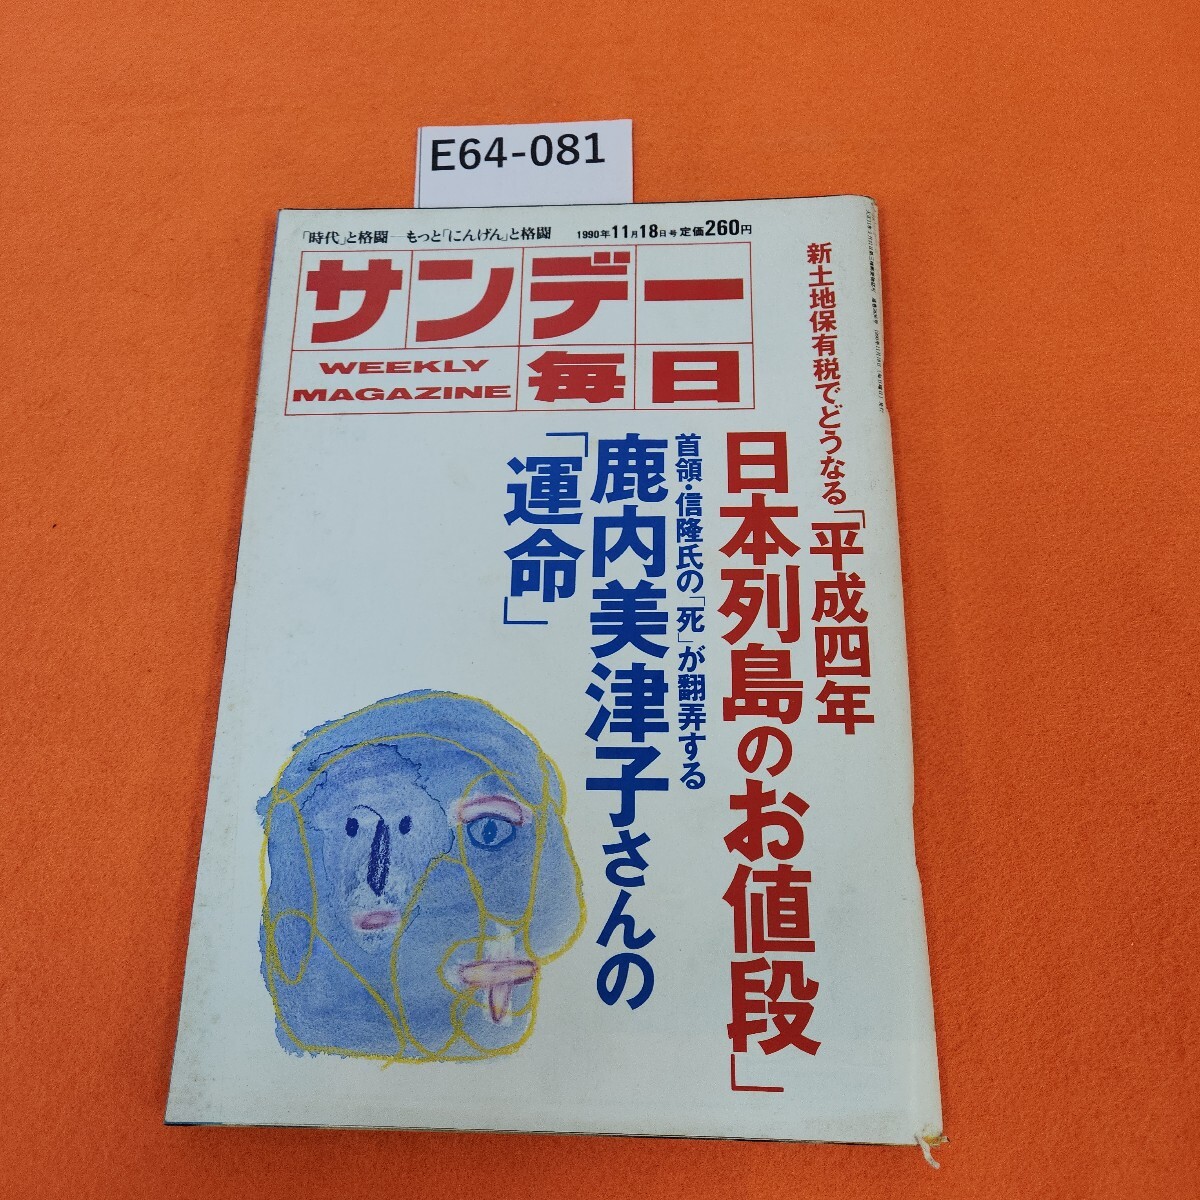 E64-081
「時代」と格闘─もっと「にんげん」と格闘
1990年11月18日号 定価260円
サンデー
毎日
WEEKLY
MAGAZINE
新土地保有税でどうなる「平成四年
日本列島のお値段」
首領・信隆氏の「死」が翻弄する
鹿内美津子さんの
「運命」